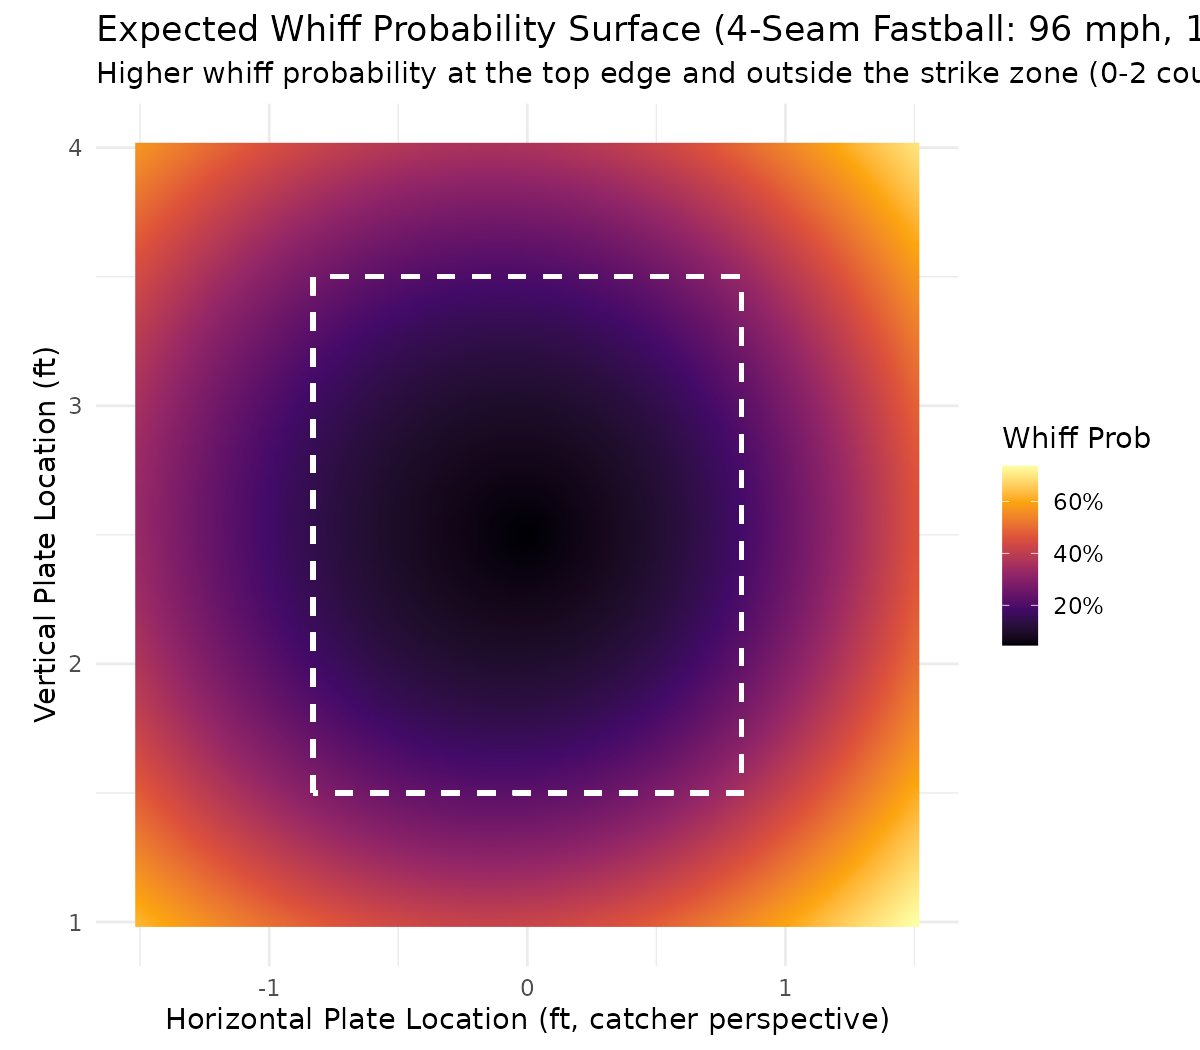 Expected Whiff Probability Surface (4-Seam Fastball: 96 mph, 1
Higher whiff probability at the top edge and outside the strike zone (0-2 cou
4
3
2
1
Vertical Plate Location (ft)
-1
0
1
Horizontal Plate Location (ft, catcher perspective)
Whiff Prob
60%
40%
20%